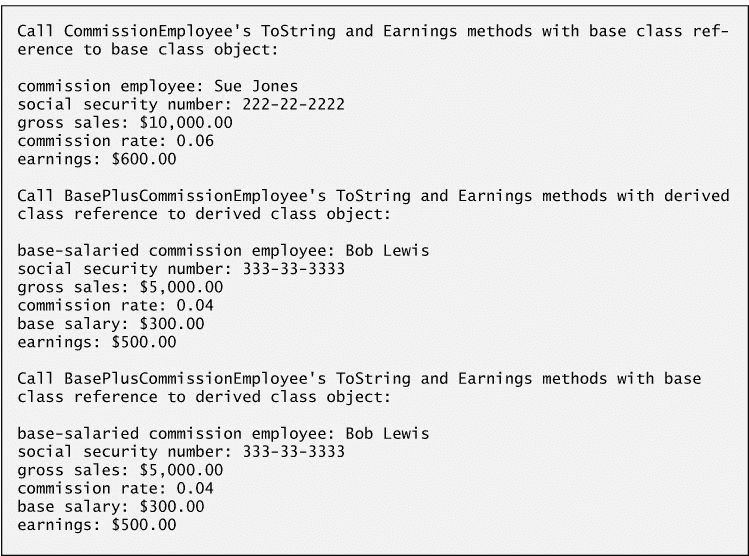 Call CommissionEmployee's ToString and Earnings methods with base class ref-
erence to base class object:
commission employee: Sue Jones
social security number: 222-22-2222
gross sales: $10,000.00
commission rate: 0.06
earnings: $600.00
Call BasePlusCommissionEmployee's ToString and Earnings methods with derived
class reference to derived class object:
base-salaried commission employee: Bob Lewis
social security number: 333-33-3333
gross sales: $5,000.00
commission rate: 0.04
base salary: $300.00
earnings: $500.00
Call BasePlusCommissionEmployee's ToString and Earnings methods with base
class reference to derived class object:
base-salaried commission employee: Bob Lewis
social security number: 333-33-3333
gross sales: $5,000.00
commission rate: 0.04
base salary: $300.00
earnings: $500.00